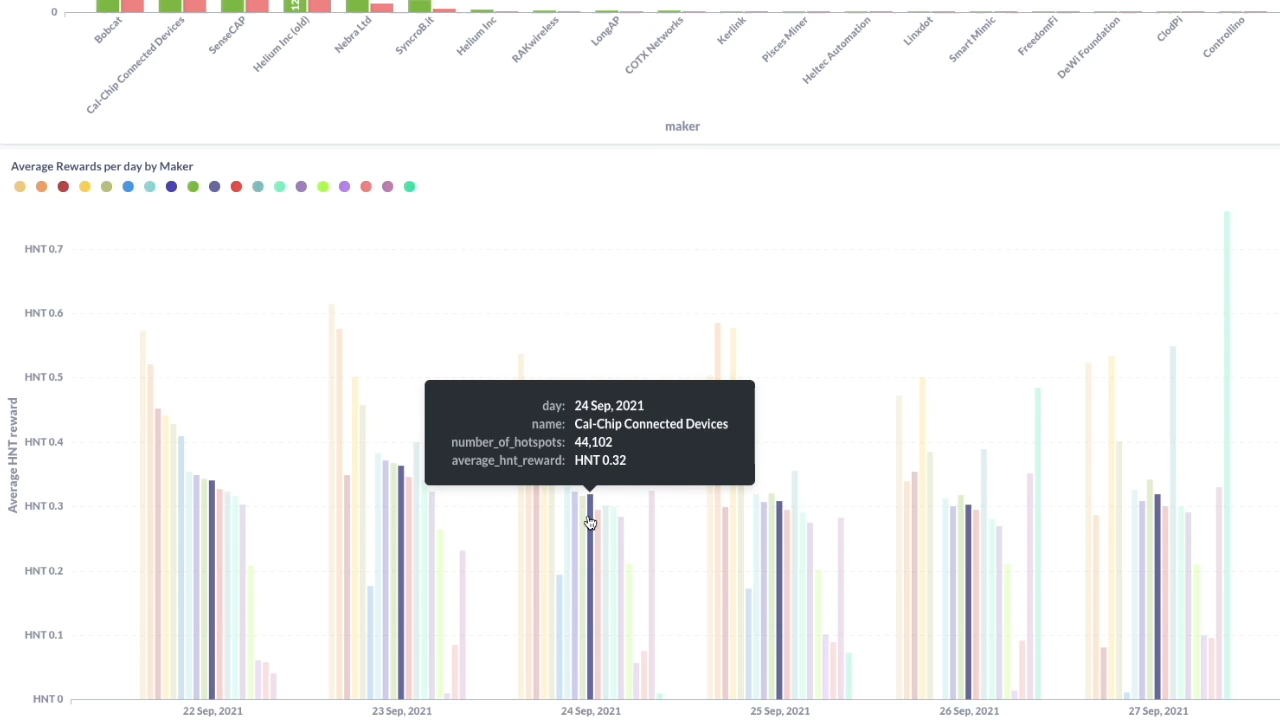 0
12
Bobcat
Cal-Chip Connected Devices
SenseCAP
Helium Inc (old)
Nebra Ltd
SyncroB.it
Helium Inc
RAKwireless
LongAP
COTX Networks
Kerlink
Pisces Miner
Heltec Automation
Linxdot
Smart Mimic
FreedomFi
DeWi Foundation
ClodPi
Controllino
maker
Average Rewards per day by Maker
Average HNT reward
HNT 0.7
HNT 0.6
HNT 0.5
HNT 0.4
HNT 0.3
HNT 0.2
HNT 0.1
HNT 0
day: 24 Sep, 2021
name: Cal-Chip Connected Devices
number_of_hotspots: 44,102
average_hnt_reward: HNT 0.32
22 Sep, 2021
23 Sep, 2021
24 Sep, 2021
25 Sep, 2021
26 Sep, 2021
27 Sep, 2021